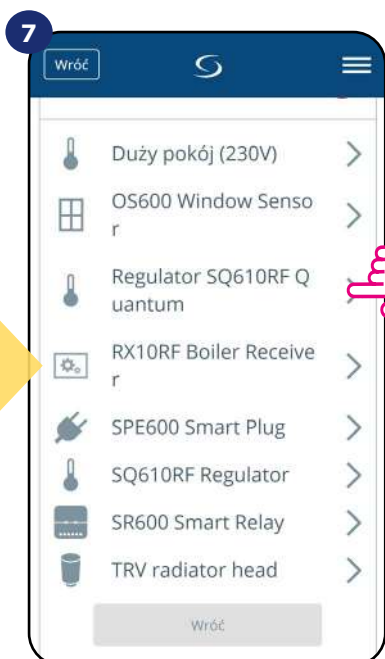 7
Wróć
Duży pokój (230V)
OS600 Window Senso
r
Regulator SQ610RF Q
uantum
RX10RF Boiler Receive
r
SPE600 Smart Plug
SQ610RF Regulator
SR600 Smart Relay
TRV radiator head
Wróć